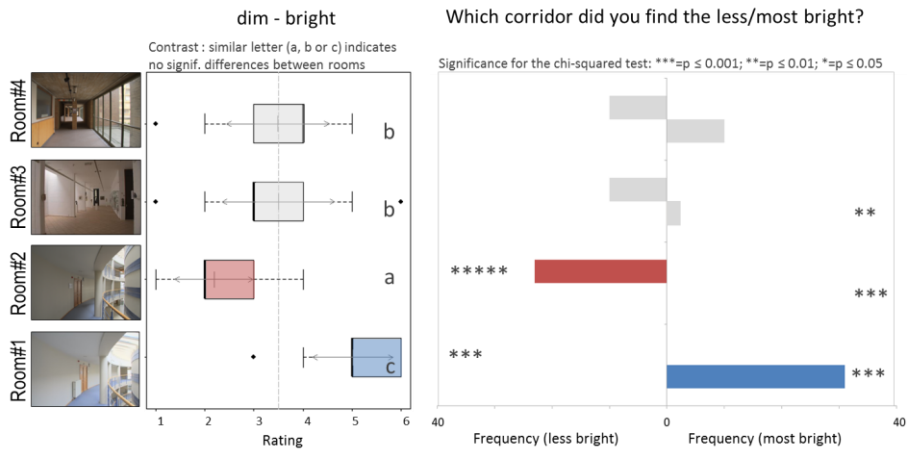 dim - bright
Which corridor did you find the less/most bright?
Contrast : similar letter (a, b or c) indicates
no signif. differences between rooms
Significance for the chi-squared test: ***=p ≤ 0.001; **=p ≤ 0.01; *=p ≤ 0.05
Room#4
b
Room#3
b
**
Room#2
a
*****
***
Room#1
c
***
***
1 2 3 4 5 6
Rating
40 0 40
Frequency (less bright) Frequency (most bright)